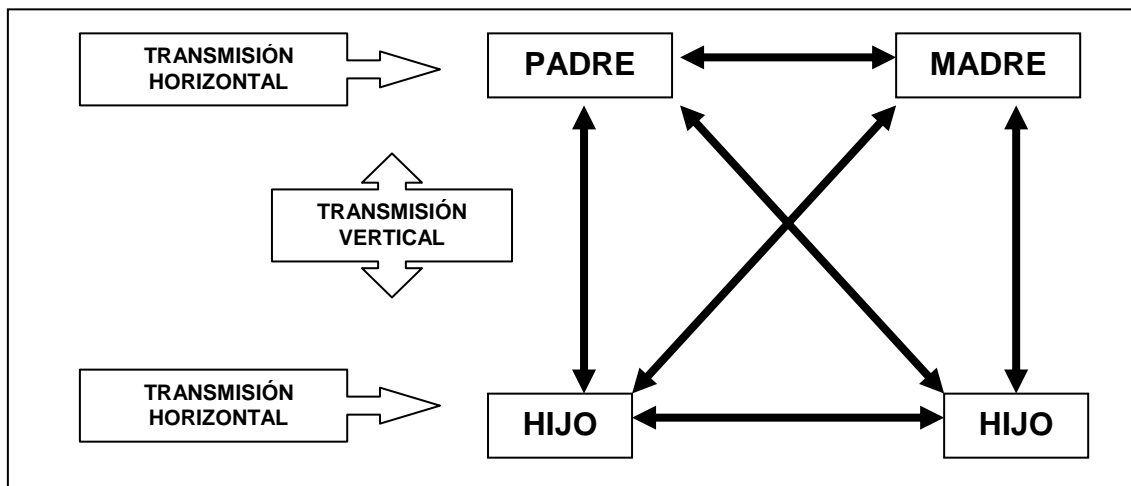 TRANSMISIÓN
HORIZONTAL
PADRE
MADRE
TRANSMISIÓN
VERTICAL
TRANSMISIÓN
HORIZONTAL
HIJO
HIJO